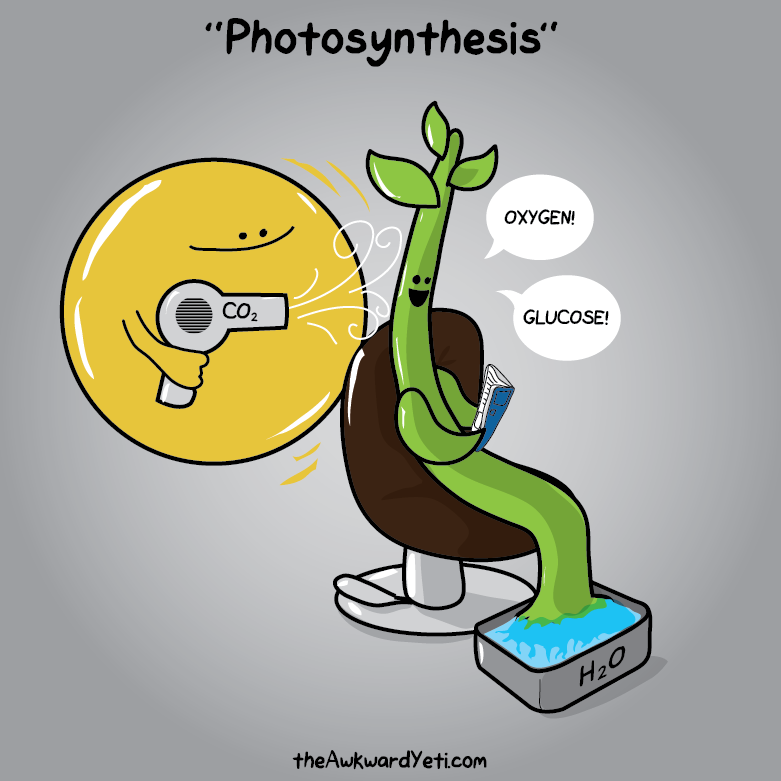 “Photosynthesis“
OXYGEN!
CO₂
GLUCOSE!
H₂O
theAwkwardYeti.com